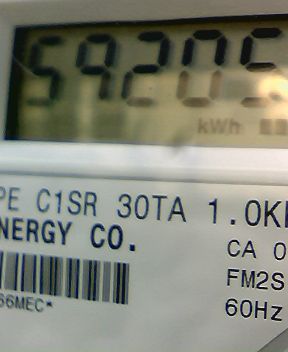 59205
kWh
PE C1SR 30TA 1.0K
NERGY CO.
CA 0
FM2S
66MEC*
60Hz